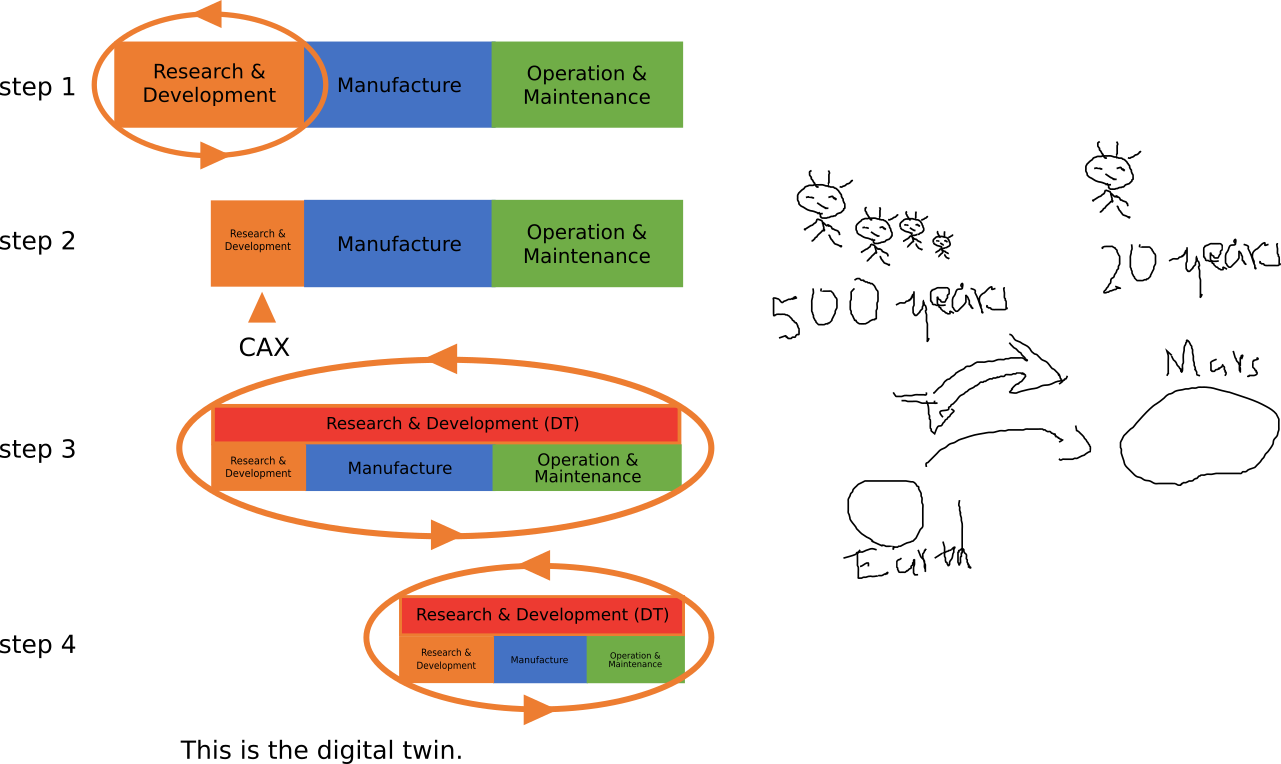 step 1
Research &
Development
Manufacture
Operation &
Maintenance
step 2
Research &
Development
Manufacture
Operation &
Maintenance
CAX
step 3
Research & Development (DT)
Research &
Development
Manufacture
Operation &
Maintenance
step 4
Research & Development (DT)
Research &
Development
Manufacture
Operation &
Maintenance
This is the digital twin.
500 years
20 years
Mars
Earth